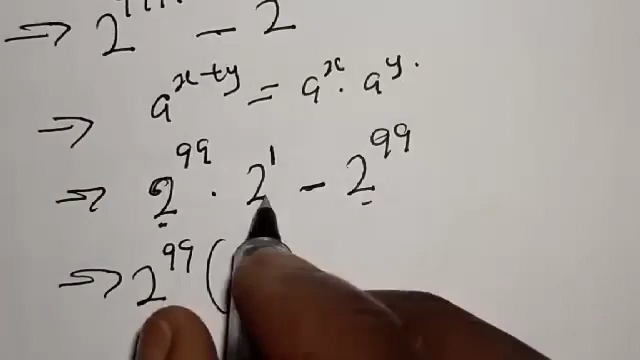 ⇒ 2 - 2
⇒ a^{x+y} = a^x · a^y.
⇒ 2^{99} · 2^1 - 2^{99}
⇒ 2^{99} (